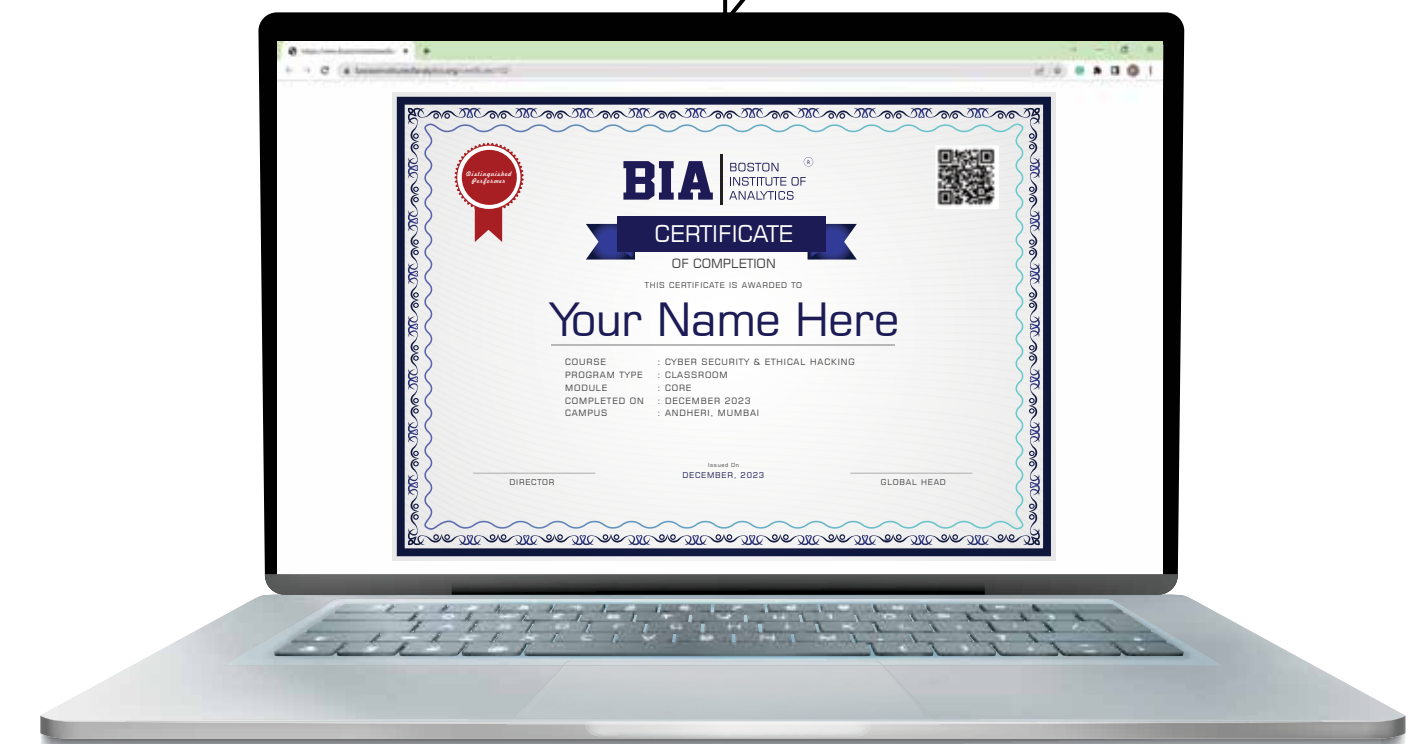 Distinguished
Performer
BIA
BOSTON
INSTITUTE OF
ANALYTICS
®
CERTIFICATE
OF COMPLETION
THIS CERTIFICATE IS AWARDED TO
Your Name Here
COURSE : CYBER SECURITY & ETHICAL HACKING
PROGRAM TYPE : CLASSROOM
MODULE : CORE
COMPLETED ON : DECEMBER 2023
CAMPUS : ANDHERI, MUMBAI
Issued On
DECEMBER, 2023
DIRECTOR
GLOBAL HEAD